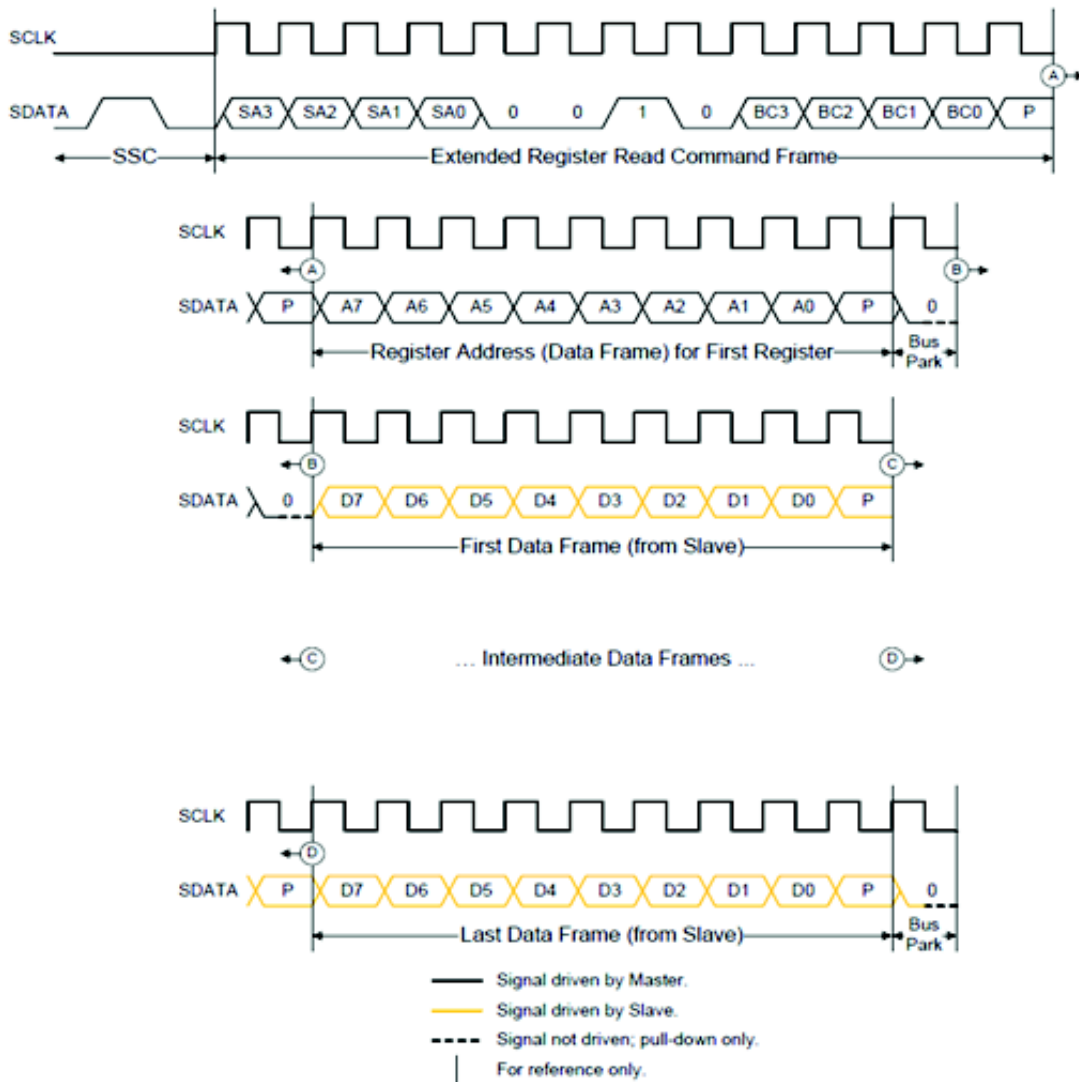 SCLK
A
SDATA SA3 SA2 SA1 SA0 0 0 1 0 BC3 BC2 BC1 BC0 P
SSC Extended Register Read Command Frame
SCLK
A B
SDATA P A7 A6 A5 A4 A3 A2 A1 A0 P 0
Register Address (Data Frame) for First Register Bus Park
SCLK
B C
SDATA 0 D7 D6 D5 D4 D3 D2 D1 D0 P
First Data Frame (from Slave)
C ... Intermediate Data Frames ... D
SCLK
D
SDATA P D7 D6 D5 D4 D3 D2 D1 D0 P 0
Last Data Frame (from Slave) Bus Park
Signal driven by Master.
Signal driven by Slave.
Signal not driven; pull-down only.
For reference only.